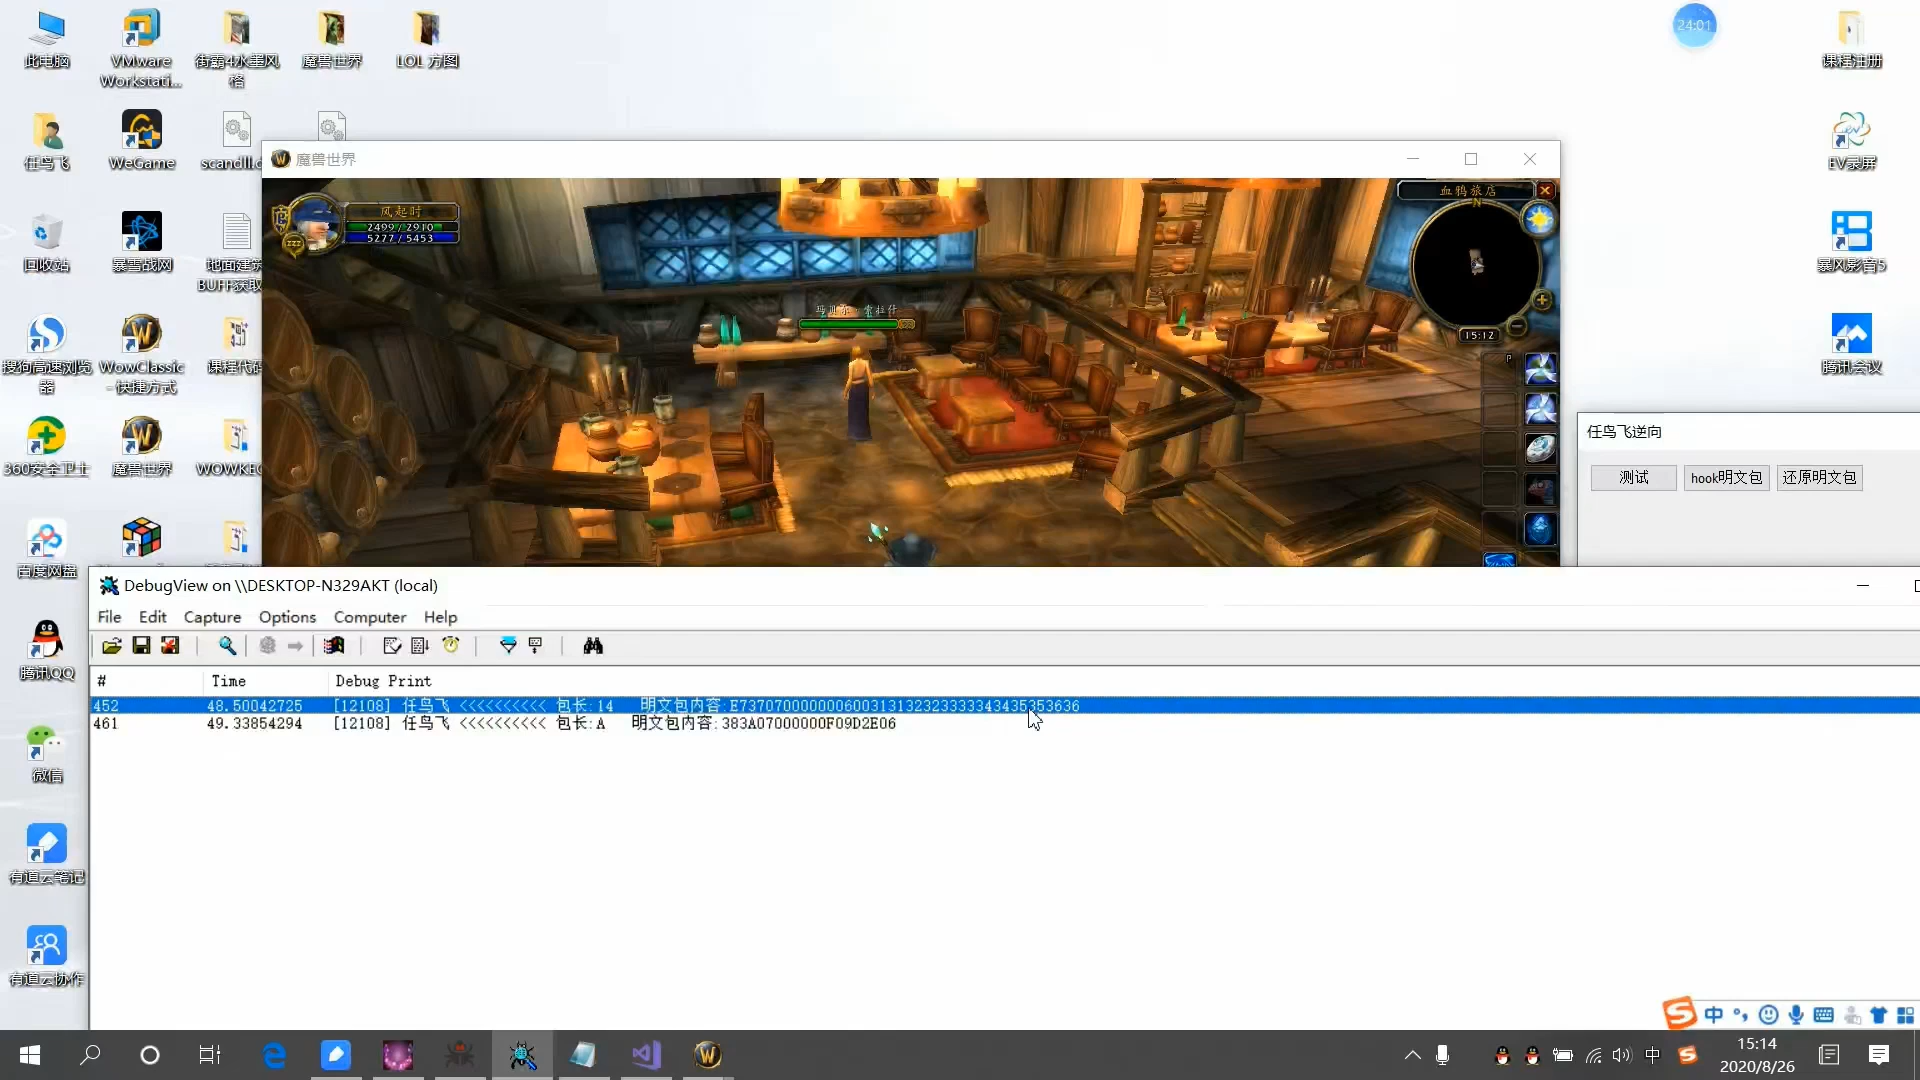 此电脑
VMware
Workstati...
街霸4水墨风
格
魔兽世界
LOL 方图
24:01
课程注册
任鸟飞
WeGame
scandll.d
EV录屏
回收站
暴雪战网
地面建筑
BUFF获取
暴风影音5
搜狗高速浏览
器
WowClassic
- 快捷方式
课程代码
腾讯会议
360安全卫士
魔兽世界
百度网盘
腾讯QQ
微信
有道云笔记
有道云协作
魔兽世界
风起时
2499 / 2910
5277 / 5453
zzz
血鸦旅店
N
15:12
任鸟飞逆向
测试
hook明文包
还原明文包
DebugView on \\DESKTOP-N329AKT (local)
File Edit Capture Options Computer Help
# Time Debug Print
452 48.50042725 [12108] 任鸟飞 <<<<<<<<<< 包长:14 明文包内容:E7370700000006003131323233333434353536​36
461 49.33854294 [12108] 任鸟飞 <<<<<<<<<< 包长:A 明文包内容:383A07000000F09D2E06
中
中
15:14
2020/8/26